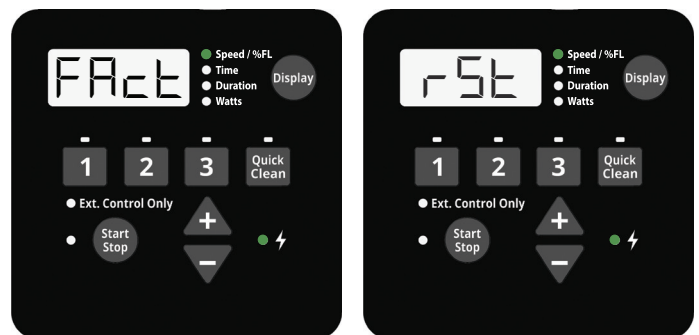 FAct
Speed / %FL
Time
Duration
Watts
Display
1 2 3 Quick Clean
Ext. Control Only
Start Stop
+
−
rSt
Speed / %FL
Time
Duration
Watts
Display
1 2 3 Quick Clean
Ext. Control Only
Start Stop
+
−